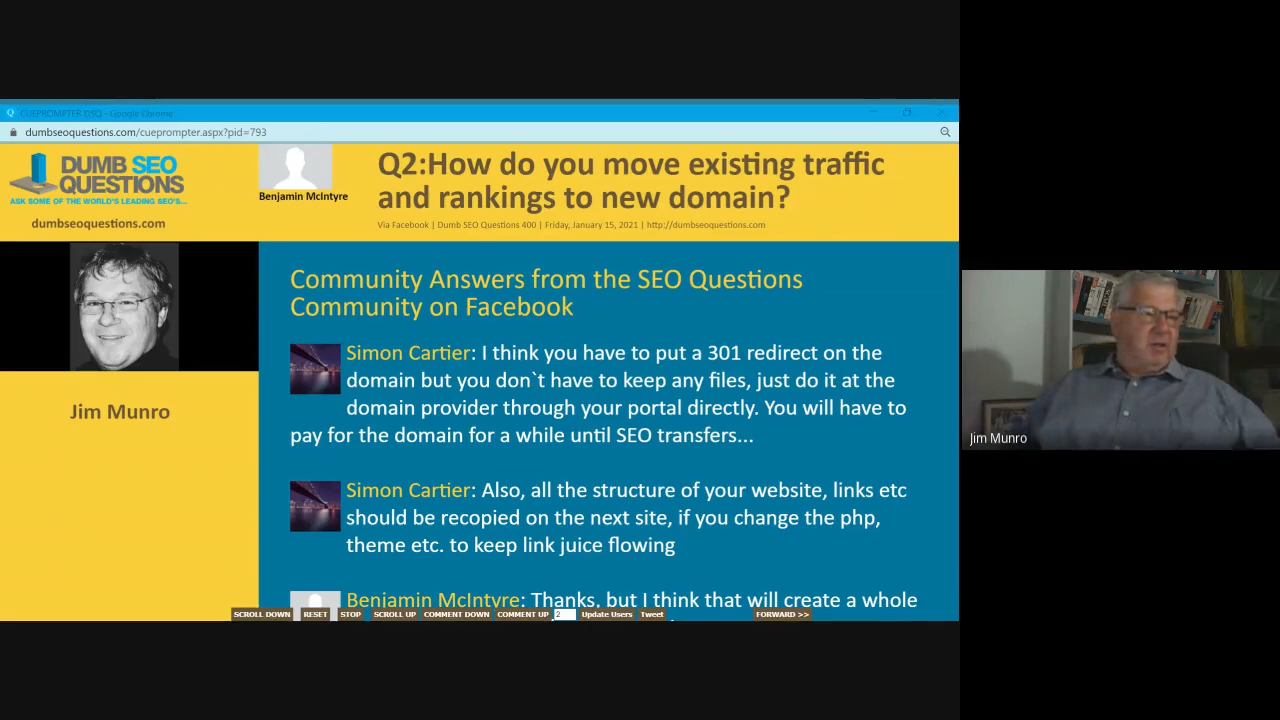 CUEPROMPTER DSQ - Google Chrome
dumbseoquestions.com/cueprompter.aspx?pid=793
DUMB SEO
QUESTIONS
ASK SOME OF THE WORLD'S LEADING SEO'S...
dumbseoquestions.com
Benjamin McIntyre
Q2:How do you move existing traffic
and rankings to new domain?
Via Facebook | Dumb SEO Questions 400 | Friday, January 15, 2021 | http://dumbseoquestions.com
Jim Munro
Community Answers from the SEO Questions
Community on Facebook
Simon Cartier: I think you have to put a 301 redirect on the
domain but you don`t have to keep any files, just do it at the
domain provider through your portal directly. You will have to
pay for the domain for a while until SEO transfers...
Simon Cartier: Also, all the structure of your website, links etc
should be recopied on the next site, if you change the php,
theme etc. to keep link juice flowing
Benjamin McIntyre: Thanks, but I think that will create a whole
SCROLL DOWN RESET STOP SCROLL UP COMMENT DOWN COMMENT UP 2 Update Users Tweet FORWARD >>
Jim Munro